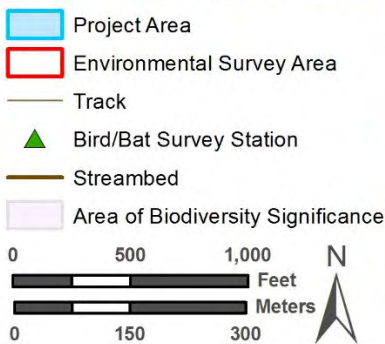 Project Area
Environmental Survey Area
Track
Bird/Bat Survey Station
Streambed
Area of Biodiversity Significance
0 500 1,000 N
Feet
Meters
0 150 300